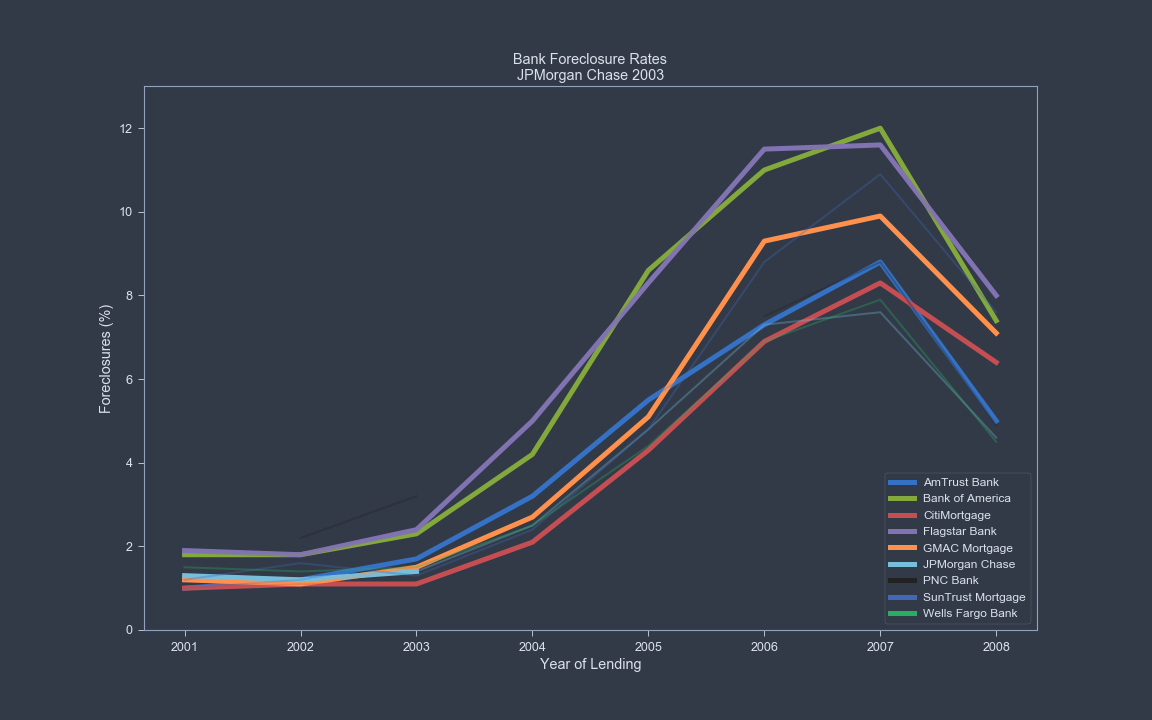 Bank Foreclosure Rates
JPMorgan Chase 2003
Foreclosures (%)
12
10
8
6
4
2
0
2001 2002 2003 2004 2005 2006 2007 2008
Year of Lending
AmTrust Bank
Bank of America
CitiMortgage
Flagstar Bank
GMAC Mortgage
JPMorgan Chase
PNC Bank
SunTrust Mortgage
Wells Fargo Bank